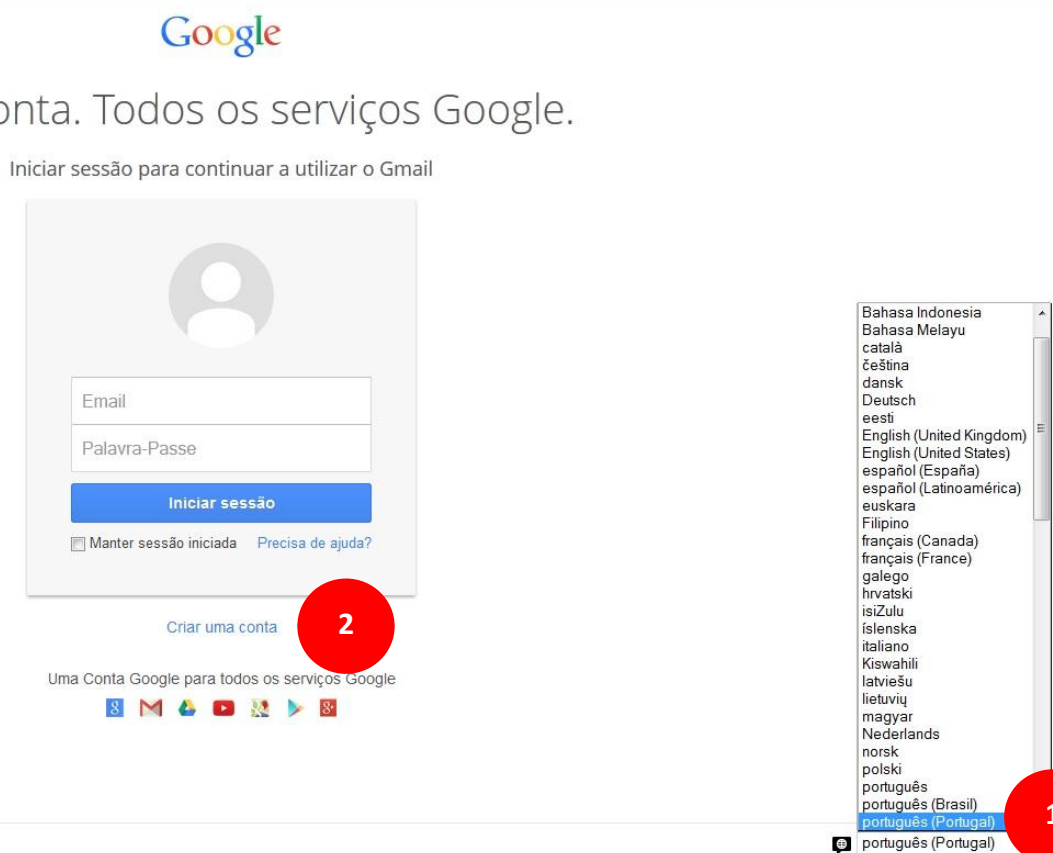 Google
onta. Todos os serviços Google.
Iniciar sessão para continuar a utilizar o Gmail
Email
Palavra-Passe
Iniciar sessão
Manter sessão iniciada Precisa de ajuda?
Criar uma conta
2
Uma Conta Google para todos os serviços Google
Bahasa Indonesia
Bahasa Melayu
català
čeština
dansk
Deutsch
eesti
English (United Kingdom)
English (United States)
español (España)
español (Latinoamérica)
euskara
Filipino
français (Canada)
français (France)
galego
hrvatski
isiZulu
íslenska
italiano
Kiswahili
latviešu
lietuvių
magyar
Nederlands
norsk
polski
português
português (Brasil)
português (Portugal)
1
português (Portugal)